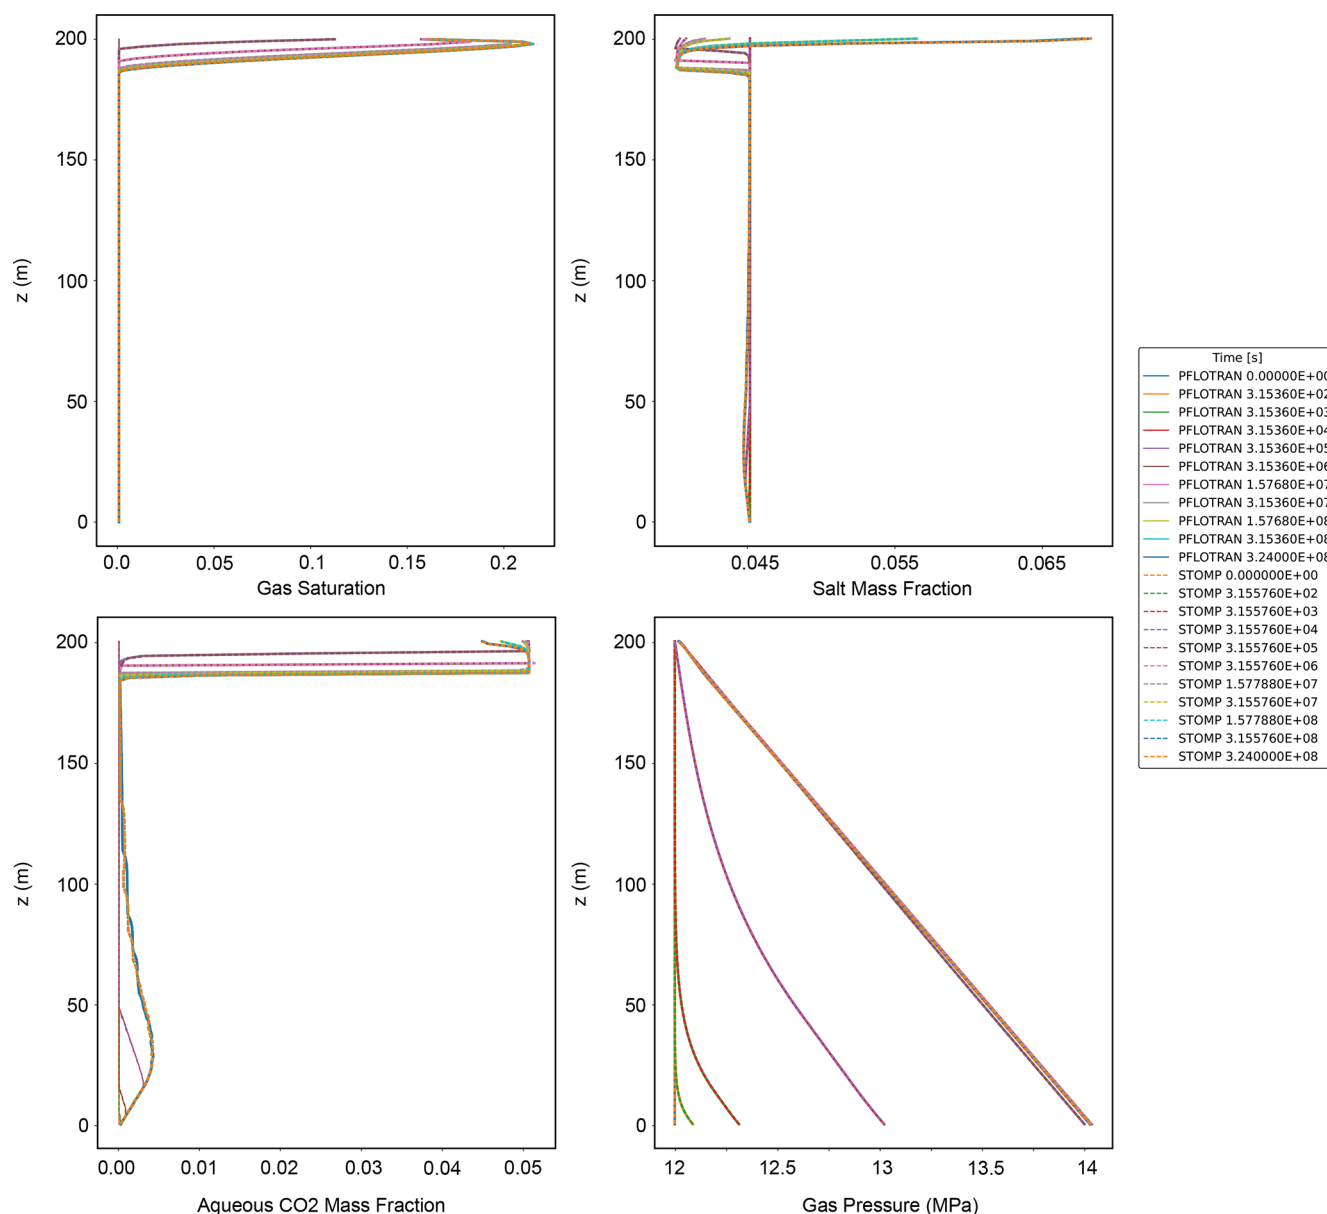 200
150
100
50
0
z (m)
0.0
0.05
0.10
0.15
0.2
Gas Saturation
200
150
100
50
0
z (m)
0.045
0.055
0.065
Salt Mass Fraction
200
150
100
50
0
z (m)
0.00
0.01
0.02
0.03
0.04
0.05
Aqueous CO2 Mass Fraction
200
150
100
50
0
z (m)
12
12.5
13
13.5
14
Gas Pressure (MPa)
Time [s]
PFLOTRAN 0.00000E+00
PFLOTRAN 3.15360E+02
PFLOTRAN 3.15360E+03
PFLOTRAN 3.15360E+04
PFLOTRAN 3.15360E+05
PFLOTRAN 3.15360E+06
PFLOTRAN 1.57680E+07
PFLOTRAN 3.15360E+07
PFLOTRAN 1.57680E+08
PFLOTRAN 3.15360E+08
PFLOTRAN 3.24000E+08
STOMP 0.000000E+00
STOMP 3.155760E+02
STOMP 3.155760E+03
STOMP 3.155760E+04
STOMP 3.155760E+05
STOMP 3.155760E+06
STOMP 1.577880E+07
STOMP 3.155760E+07
STOMP 1.577880E+08
STOMP 3.155760E+08
STOMP 3.240000E+08